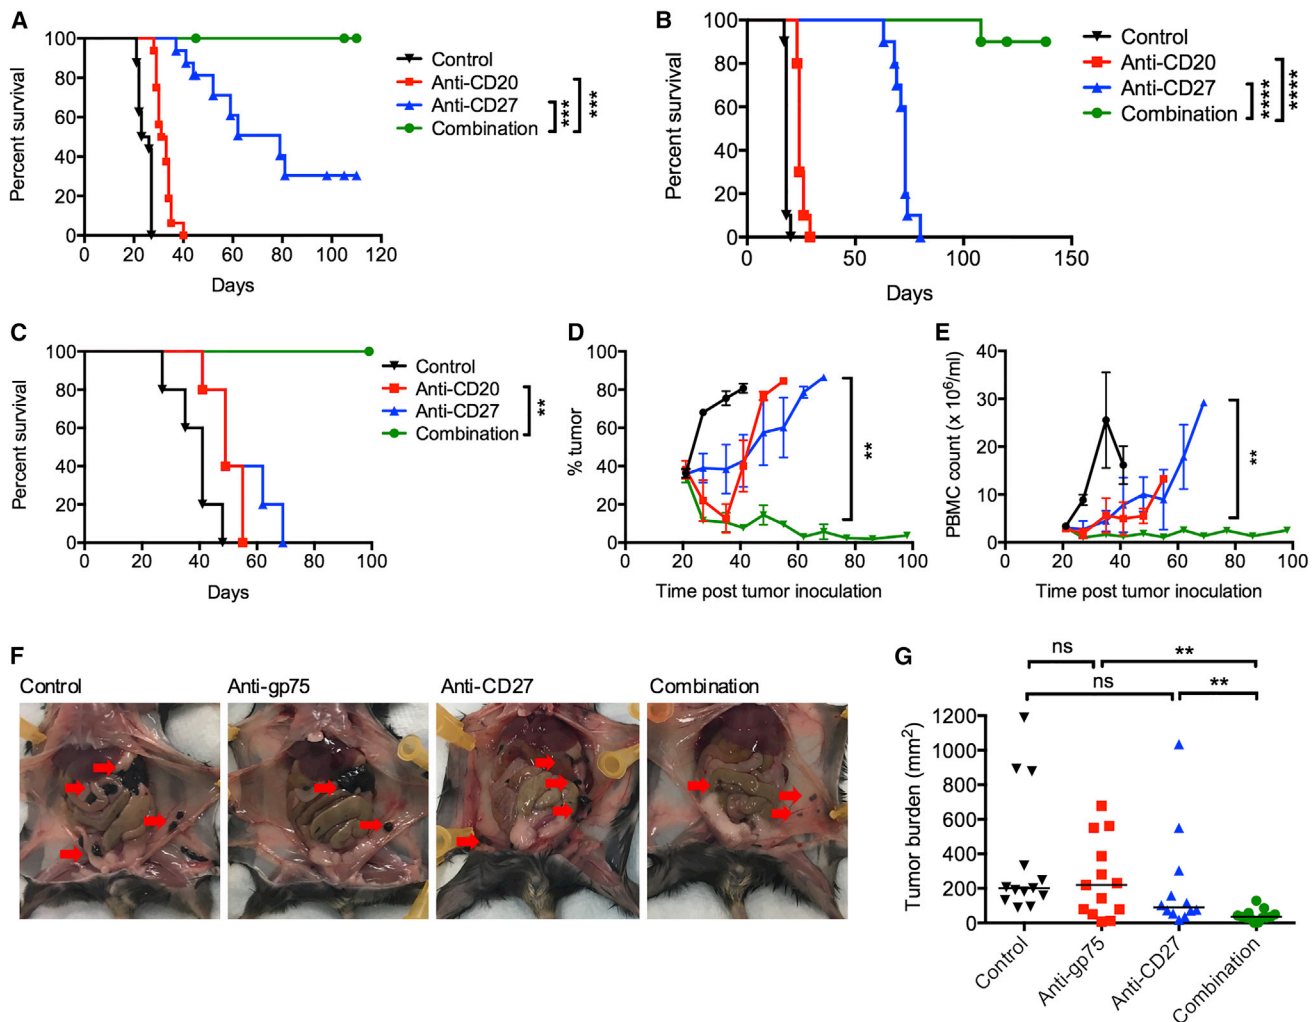 A
Percent survival
100
80
60
40
20
0
0 20 40 60 80 100 120
Days
Control
Anti-CD20
Anti-CD27
Combination
****
****
B
Percent survival
100
80
60
40
20
0
0 50 100 150
Days
Control
Anti-CD20
Anti-CD27
Combination
****
****
C
Percent survival
100
80
60
40
20
0
0 20 40 60 80 100
Days
Control
Anti-CD20
Anti-CD27
Combination
**
D
% tumor
100
80
60
40
20
0
0 20 40 60 80 100
Time post tumor inoculation
**
E
PBMC count (x 10⁶/ml)
40
30
20
10
0
0 20 40 60 80 100
Time post tumor inoculation
**
F
Control Anti-gp75 Anti-CD27 Combination
G
ns **
ns **
Tumor burden (mm²)
1200
1000
800
600
400
200
0
Control Anti-gp75 Anti-CD27 Combination